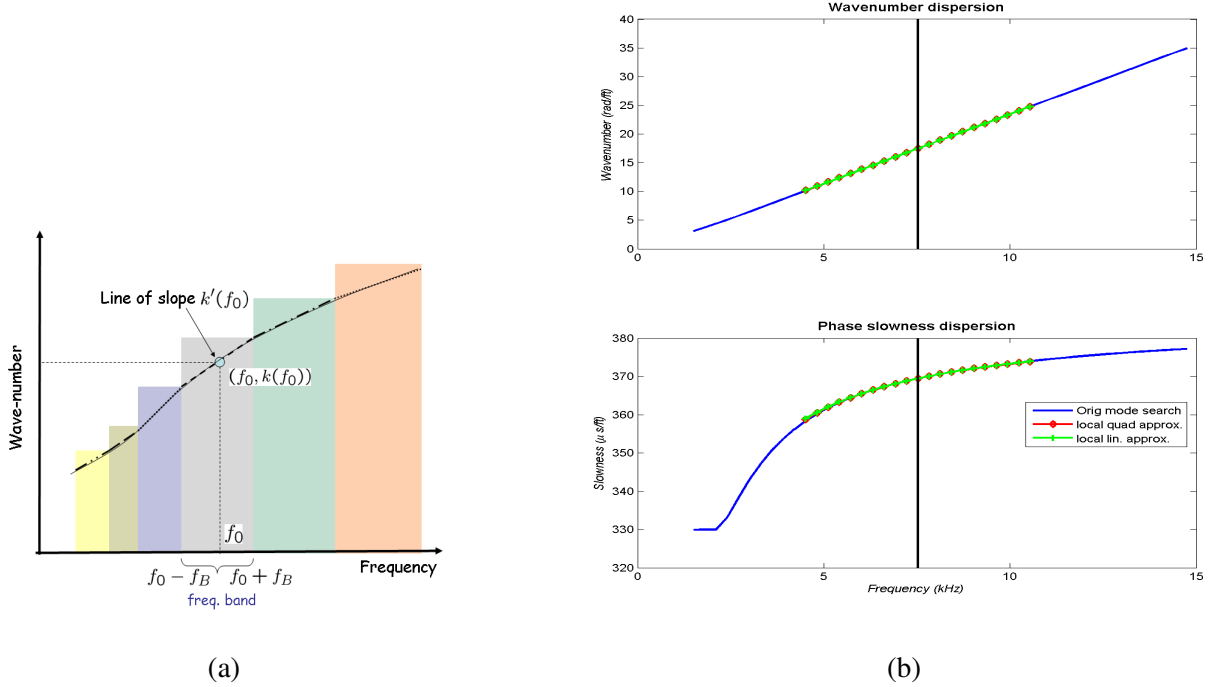 Line of slope k′(f₀)
(f₀, k(f₀))
Wave-number
f₀
Frequency
f₀ − f_B f₀ + f_B
freq. band
(a)
Wavenumber dispersion
Wavenumber (rad/ft)
40
35
30
25
20
15
10
5
0
0 5 10 15
Phase slowness dispersion
Slowness (μ s/ft)
380
370
360
350
340
330
320
Orig mode search
local quad approx.
local lin. approx.
0 5 10 15
Frequency (kHz)
(b)